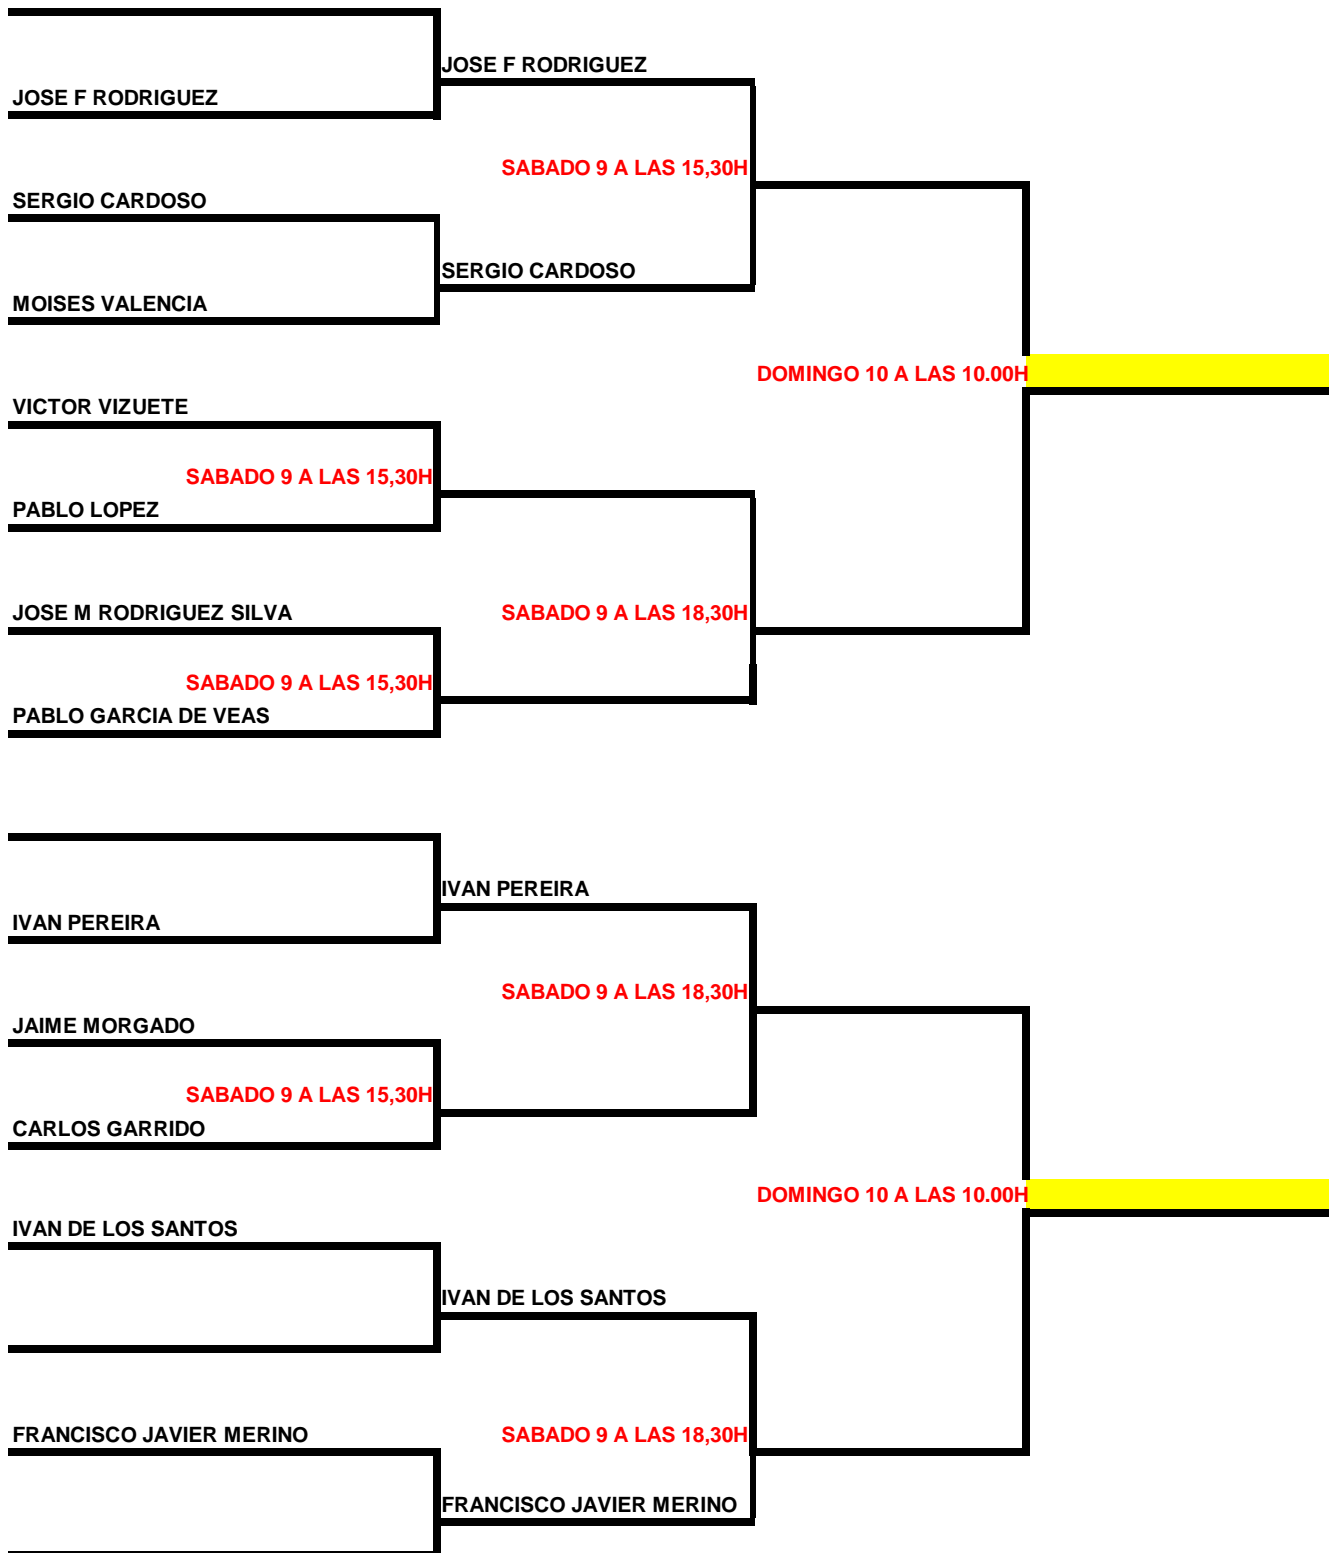 JOSE F RODRIGUEZ
JOSE F RODRIGUEZ
SABADO 9 A LAS 15,30H
SERGIO CARDOSO
SERGIO CARDOSO
MOISES VALENCIA
DOMINGO 10 A LAS 10.00H
VICTOR VIZUETE
SABADO 9 A LAS 15,30H
PABLO LOPEZ
JOSE M RODRIGUEZ SILVA
SABADO 9 A LAS 18,30H
SABADO 9 A LAS 15,30H
PABLO GARCIA DE VEAS
IVAN PEREIRA
IVAN PEREIRA
SABADO 9 A LAS 18,30H
JAIME MORGADO
SABADO 9 A LAS 15,30H
CARLOS GARRIDO
DOMINGO 10 A LAS 10.00H
IVAN DE LOS SANTOS
IVAN DE LOS SANTOS
FRANCISCO JAVIER MERINO
SABADO 9 A LAS 18,30H
FRANCISCO JAVIER MERINO